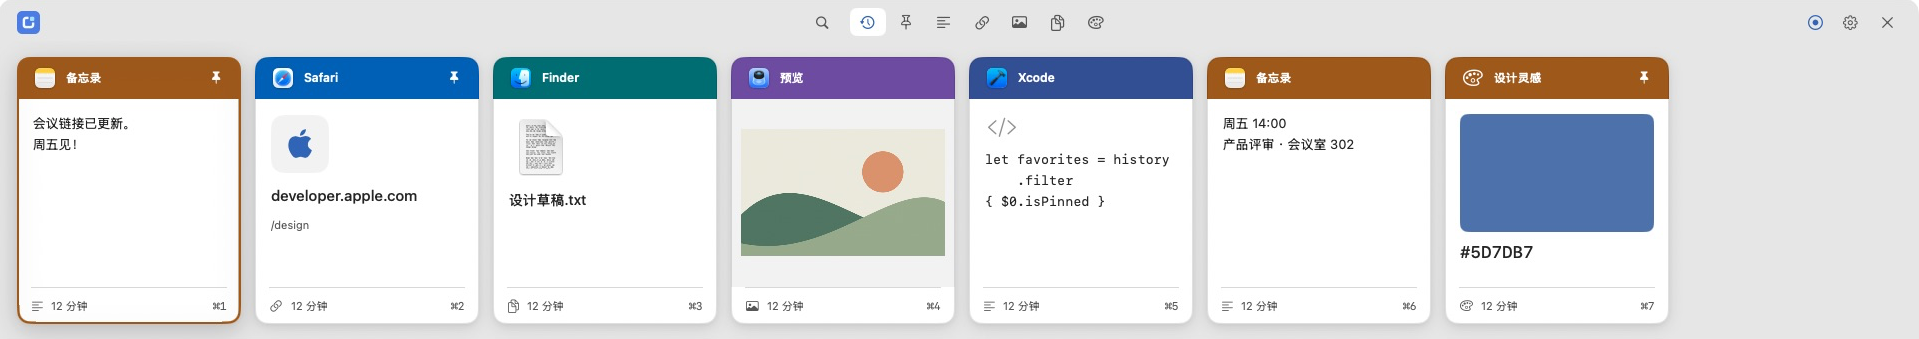 备忘录
会议链接已更新。
周五见！
12 分钟
⌘1
Safari
developer.apple.com
/design
12 分钟
⌘2
Finder
设计草稿.txt
12 分钟
⌘3
预览
12 分钟
⌘4
Xcode
</>
let favorites = history
    .filter
{ $0.isPinned }
12 分钟
⌘5
备忘录
周五 14:00
产品评审 · 会议室 302
12 分钟
⌘6
设计灵感
#5D7DB7
12 分钟
⌘7